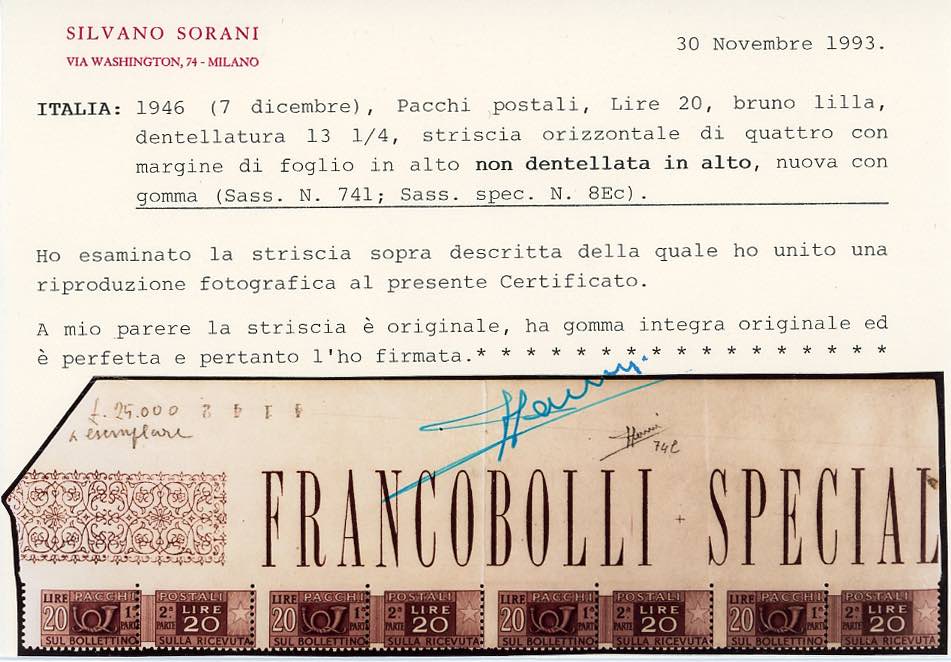 SILVANO SORANI
VIA WASHINGTON, 74 - MILANO
30 Novembre 1993.
ITALIA: 1946 (7 dicembre), Pacchi postali, Lire 20, bruno lilla,
dentellatura 13 1/4, striscia orizzontale di quattro con
margine di foglio in alto non dentellata in alto, nuova con
gomma (Sass. N. 741; Sass. spec. N. 8Ec).
Ho esaminato la striscia sopra descritta della quale ho unito una
riproduzione fotografica al presente Certificato.
A mio parere la striscia è originale, ha gomma integra originale ed
è perfetta e pertanto l'ho firmata.* * * * * * * * * * * * * * * * *
£. 25.000
x esemplare
FRANCOBOLLI SPECIAL
LIRE PACCHI POSTALI LIRE PACCHI POSTALI LIRE PACCHI POSTALI LIRE PACCHI POSTALI
20 1ª PARTE 2ª PARTE LIRE 20 20 1ª PARTE 2ª PARTE LIRE 20 20 1ª PARTE 2ª PARTE LIRE 20 20 1ª PARTE 2ª PARTE LIRE 20
SUL BOLLETTINO SULLA RICEVUTA SUL BOLLETTINO SULLA RICEVUTA SUL BOLLETTINO SULLA RICEVUTA SUL BOLLETTINO SULLA RICEVUTA